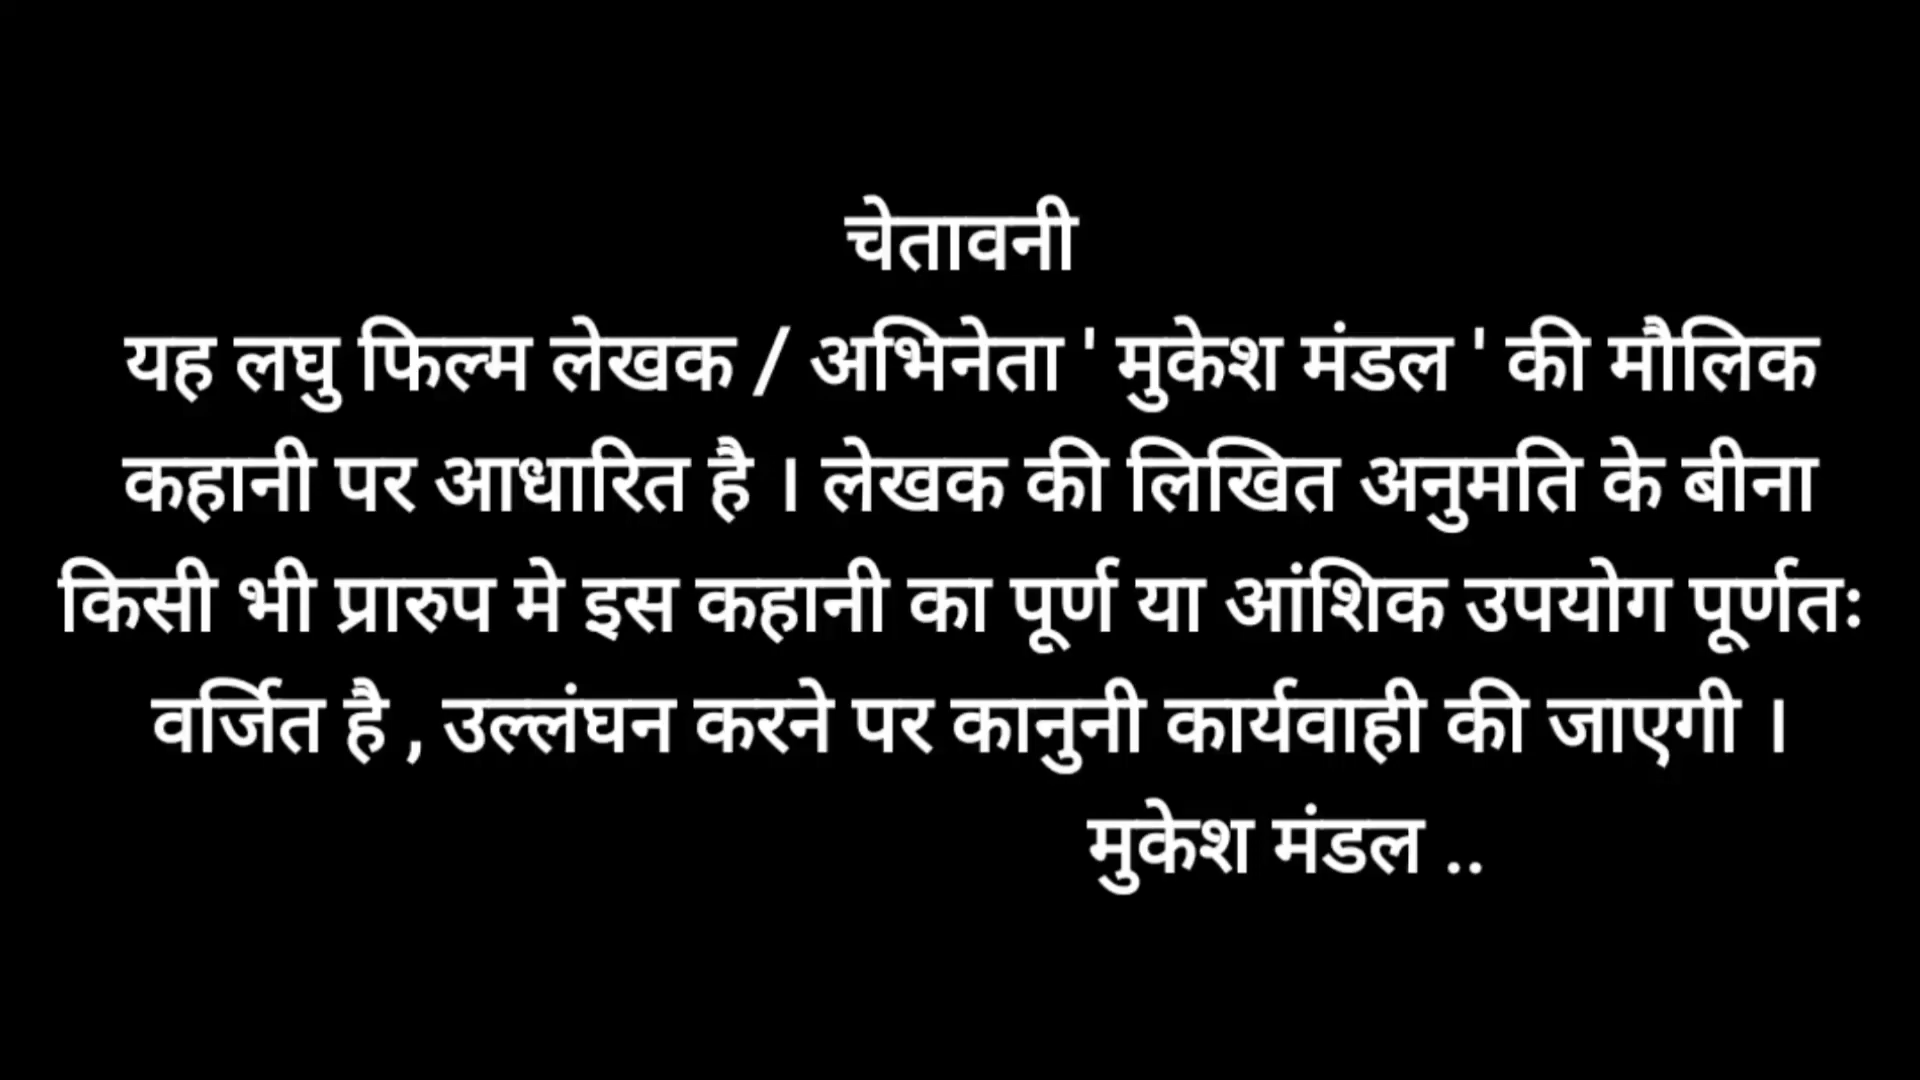 चेतावनी
यह लघु फिल्म लेखक / अभिनेता ' मुकेश मंडल ' की मौलिक
कहानी पर आधारित है । लेखक की लिखित अनुमति के बीना
किसी भी प्रारुप मे इस कहानी का पूर्ण या आंशिक उपयोग पूर्णतः
वर्जित है , उल्लंघन करने पर कानुनी कार्यवाही की जाएगी ।
मुकेश मंडल ..